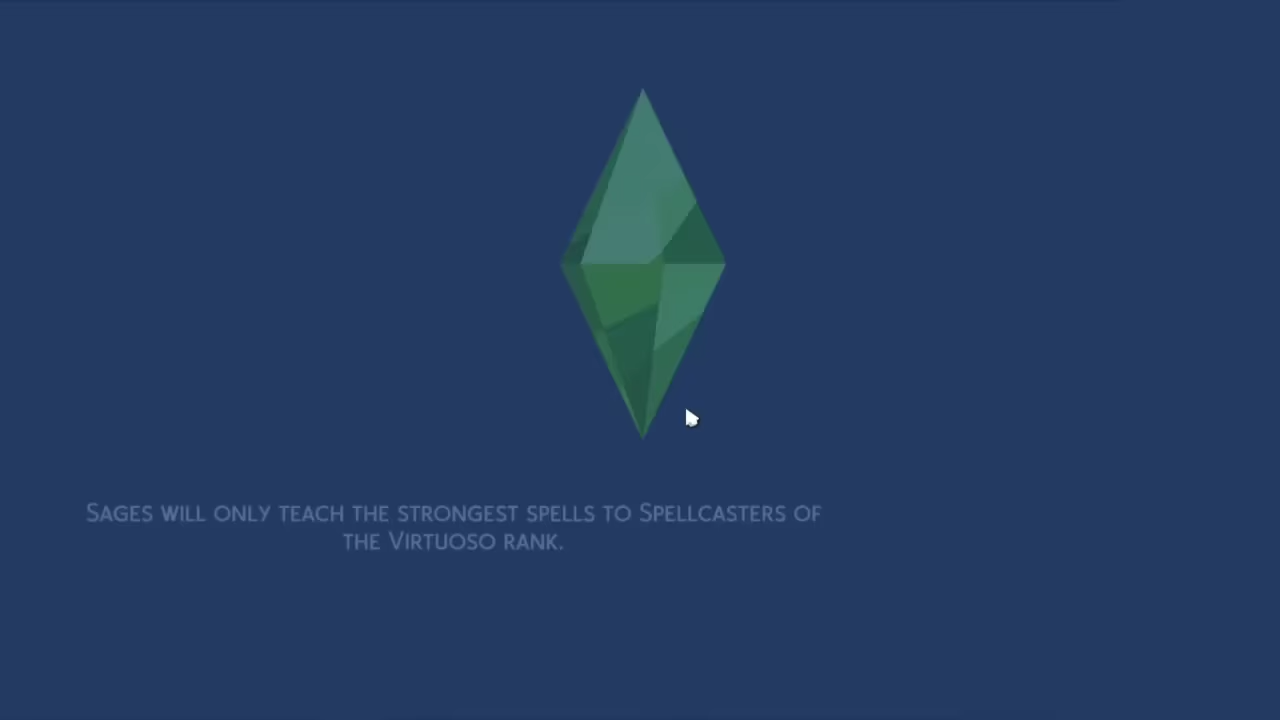 Sages will only teach the strongest spells to Spellcasters of
the Virtuoso rank.